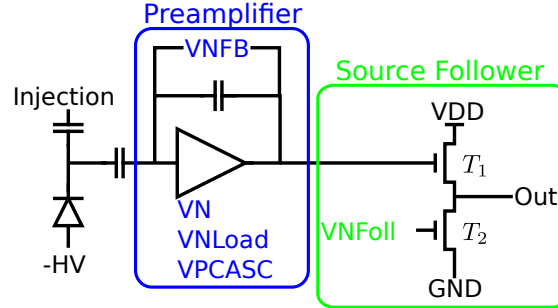 Preamplifier
VNFB
Source Follower
Injection
VDD
T1
Out
VN
VNFoll
T2
VNLoad
-HV
VPCASC
GND